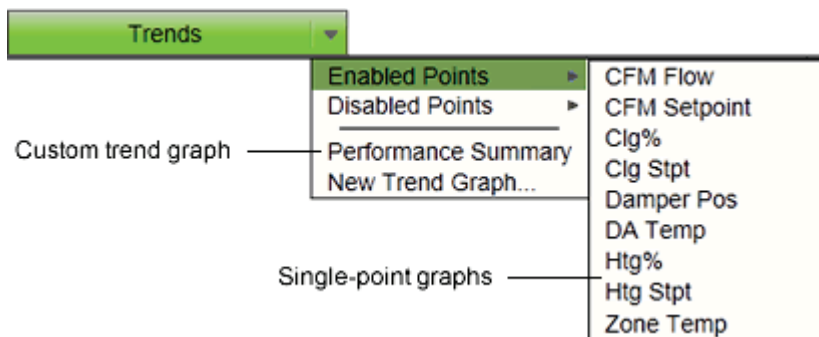 Trends
Enabled Points
Disabled Points
Performance Summary
New Trend Graph...
Custom trend graph
CFM Flow
CFM Setpoint
Clg%
Clg Stpt
Damper Pos
DA Temp
Htg%
Htg Stpt
Zone Temp
Single-point graphs